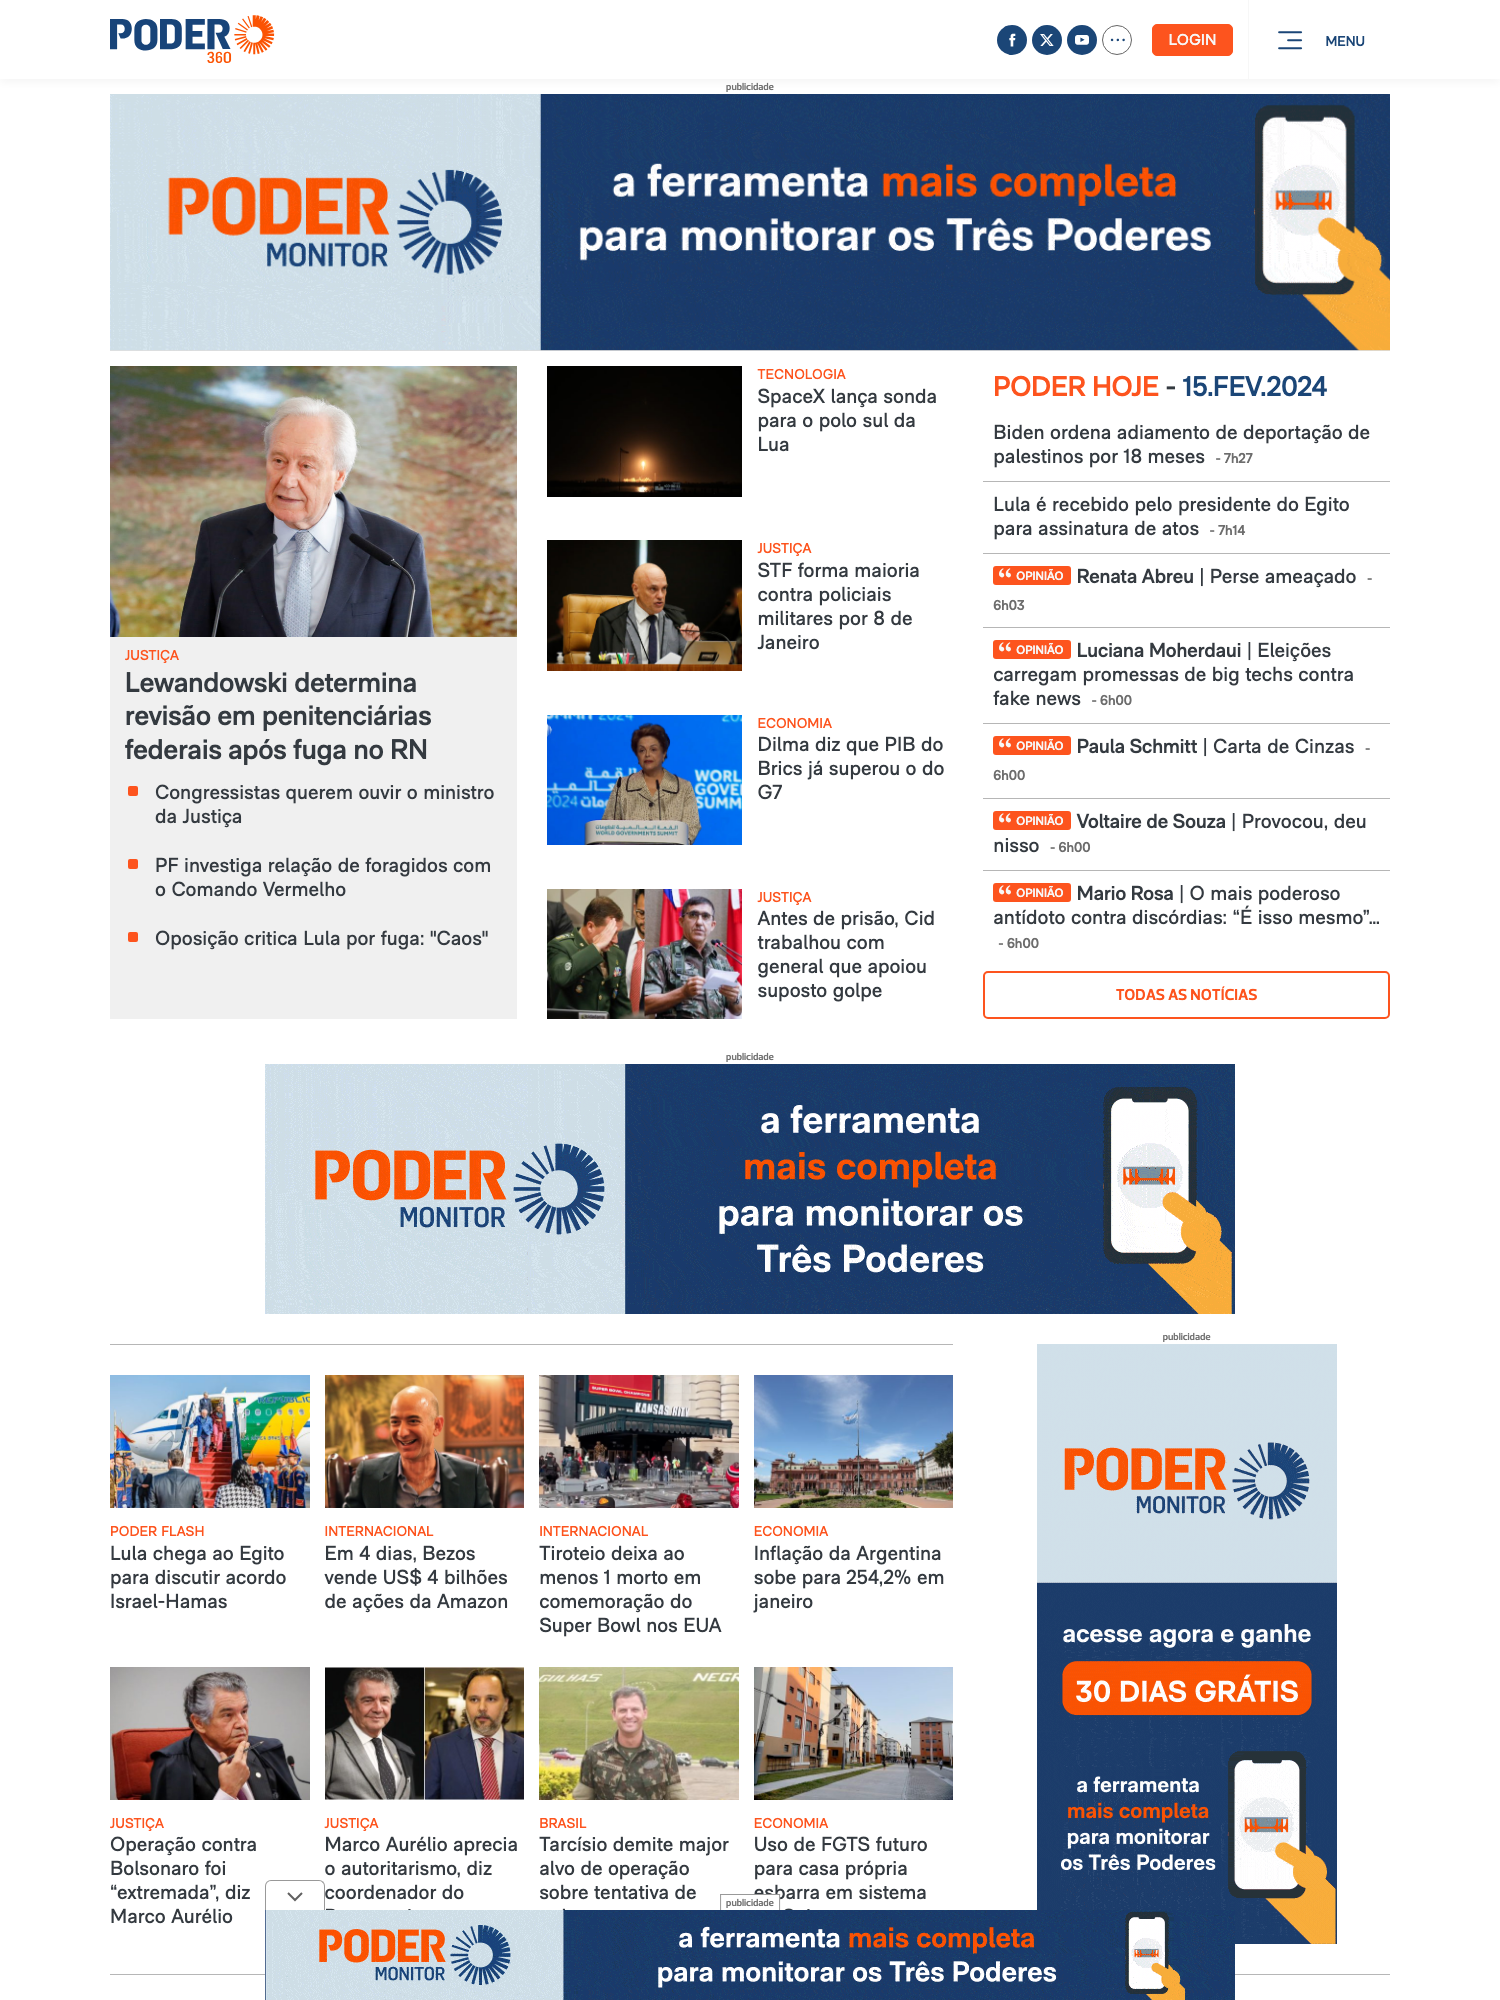 PODER
360
LOGIN
MENU
publicidade
PODER
MONITOR
a ferramenta mais completa
para monitorar os Três Poderes
JUSTIÇA
Lewandowski determina
revisão em penitenciárias
federais após fuga no RN
Congressistas querem ouvir o ministro
da Justiça
PF investiga relação de foragidos com
o Comando Vermelho
Oposição critica Lula por fuga: "Caos"
TECNOLOGIA
SpaceX lança sonda
para o polo sul da
Lua
JUSTIÇA
STF forma maioria
contra policiais
militares por 8 de
Janeiro
WORL
GOVE
SUMM
2024
WORLD GOVERNMENTS SUMMIT
ECONOMIA
Dilma diz que PIB do
Brics já superou o do
G7
JUSTIÇA
Antes de prisão, Cid
trabalhou com
general que apoiou
suposto golpe
PODER HOJE - 15.FEV.2024
Biden ordena adiamento de deportação de
palestinos por 18 meses - 7h27
Lula é recebido pelo presidente do Egito
para assinatura de atos - 7h14
“ OPINIÃO Renata Abreu | Perse ameaçado -
6h03
“ OPINIÃO Luciana Moherdaui | Eleições
carregam promessas de big techs contra
fake news - 6h00
“ OPINIÃO Paula Schmitt | Carta de Cinzas -
6h00
“ OPINIÃO Voltaire de Souza | Provocou, deu
nisso - 6h00
“ OPINIÃO Mario Rosa | O mais poderoso
antídoto contra discórdias: “É isso mesmo”...
- 6h00
TODAS AS NOTÍCIAS
publicidade
PODER
MONITOR
a ferramenta
mais completa
para monitorar os
Três Poderes
PODER FLASH
Lula chega ao Egito
para discutir acordo
Israel-Hamas
INTERNACIONAL
Em 4 dias, Bezos
vende US$ 4 bilhões
de ações da Amazon
KANSAS CITY
INTERNACIONAL
Tiroteio deixa ao
menos 1 morto em
comemoração do
Super Bowl nos EUA
ECONOMIA
Inflação da Argentina
sobe para 254,2% em
janeiro
JUSTIÇA
Operação contra
Bolsonaro foi
“extremada”, diz
Marco Aurélio
JUSTIÇA
Marco Aurélio aprecia
o autoritarismo, diz
coordenador do
GULHAS
NEGR
BRASIL
Tarcísio demite major
alvo de operação
sobre tentativa de
ECONOMIA
Uso de FGTS futuro
para casa própria
esbarra em sistema
publicidade
PODER
MONITOR
acesse agora e ganhe
30 DIAS GRÁTIS
a ferramenta
mais completa
para monitorar
os Três Poderes
publicidade
PODER
MONITOR
a ferramenta mais completa
para monitorar os Três Poderes